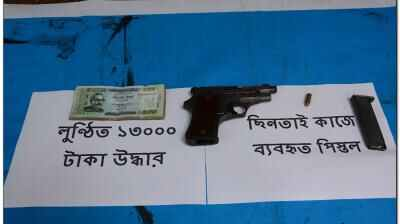 লুণ্ঠিত ১৩০০০
টাকা উদ্ধার
ছিনতাই কাজে
ব্যবহৃত পিস্তল